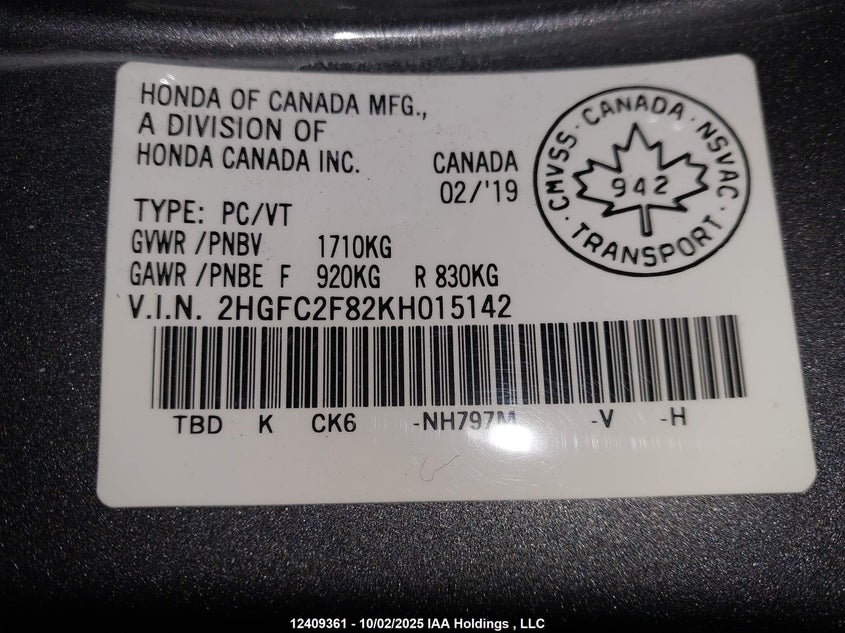 HONDA OF CANADA MFG.,
A DIVISION OF
HONDA CANADA INC. CANADA
02/'19
TYPE: PC/VT
GVWR /PNBV 1710KG
GAWR /PNBE F 920KG R 830KG
V.I.N. 2HGFC2F82KH015142
TBD K CK6 -NH797M -V -H
CMVSS · CANADA · NSVAC · TRANSPORT ·
942
12409361 - 10/02/2025 IAA Holdings , LLC